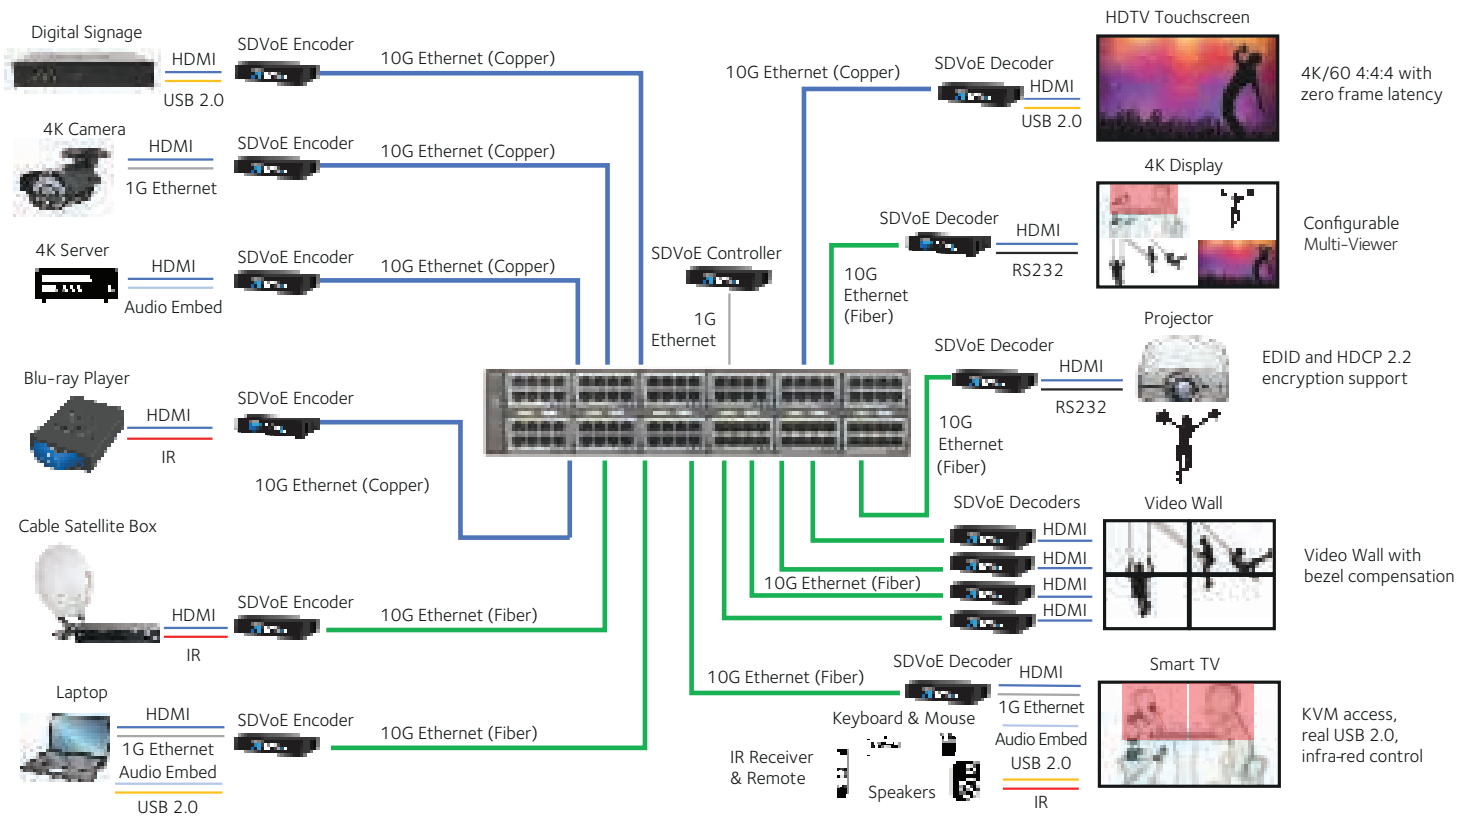 Digital Signage
HDMI
USB 2.0
SDVoE Encoder
10G Ethernet (Copper)
4K Camera
HDMI
1G Ethernet
SDVoE Encoder
10G Ethernet (Copper)
4K Server
HDMI
Audio Embed
SDVoE Encoder
10G Ethernet (Copper)
Blu-ray Player
HDMI
IR
SDVoE Encoder
10G Ethernet (Copper)
Cable Satellite Box
HDMI
IR
SDVoE Encoder
10G Ethernet (Fiber)
Laptop
HDMI
1G Ethernet
Audio Embed
USB 2.0
SDVoE Encoder
10G Ethernet (Fiber)
SDVoE Controller
1G
Ethernet
HDTV Touchscreen
10G Ethernet (Copper)
SDVoE Decoder
HDMI
USB 2.0
4K/60 4:4:4 with
zero frame latency
4K Display
SDVoE Decoder
HDMI
RS232
10G
Ethernet
(Fiber)
Configurable
Multi-Viewer
Projector
SDVoE Decoder
HDMI
RS232
10G
Ethernet
(Fiber)
EDID and HDCP 2.2
encryption support
SDVoE Decoders
Video Wall
HDMI
HDMI
HDMI
HDMI
10G Ethernet (Fiber)
Video Wall with
bezel compensation
Smart TV
SDVoE Decoder
10G Ethernet (Fiber)
HDMI
1G Ethernet
Audio Embed
USB 2.0
IR
Keyboard & Mouse
IR Receiver
& Remote
Speakers
KVM access,
real USB 2.0,
infra-red control